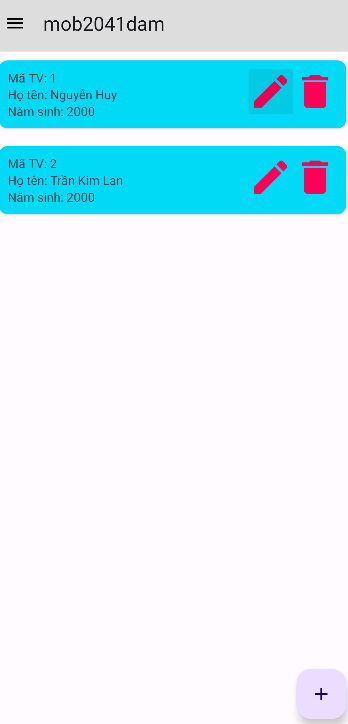 mob2041dam
Mã TV: 1
Họ tên: Nguyễn Huy
Năm sinh: 2000
Mã TV: 2
Họ tên: Trần Kim Lan
Năm sinh: 2000